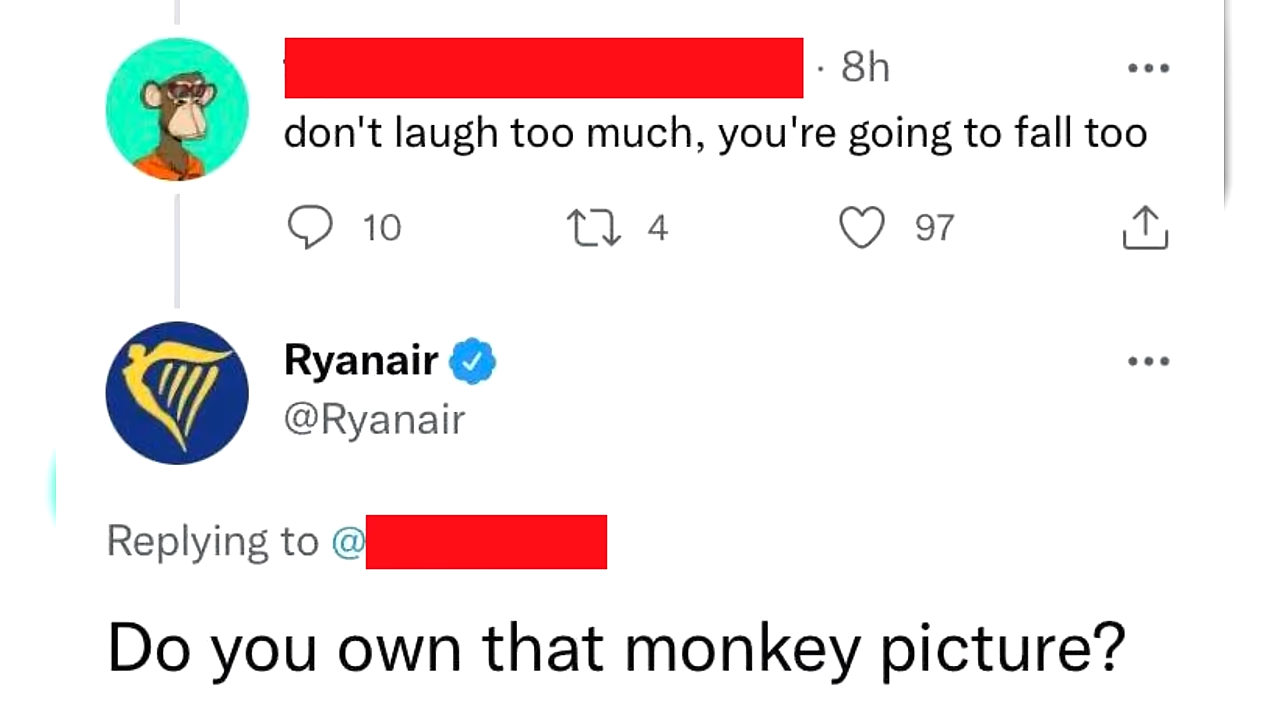 · 8h
don't laugh too much, you're going to fall too
10 4 97
Ryanair
@Ryanair
Replying to @
Do you own that monkey picture?